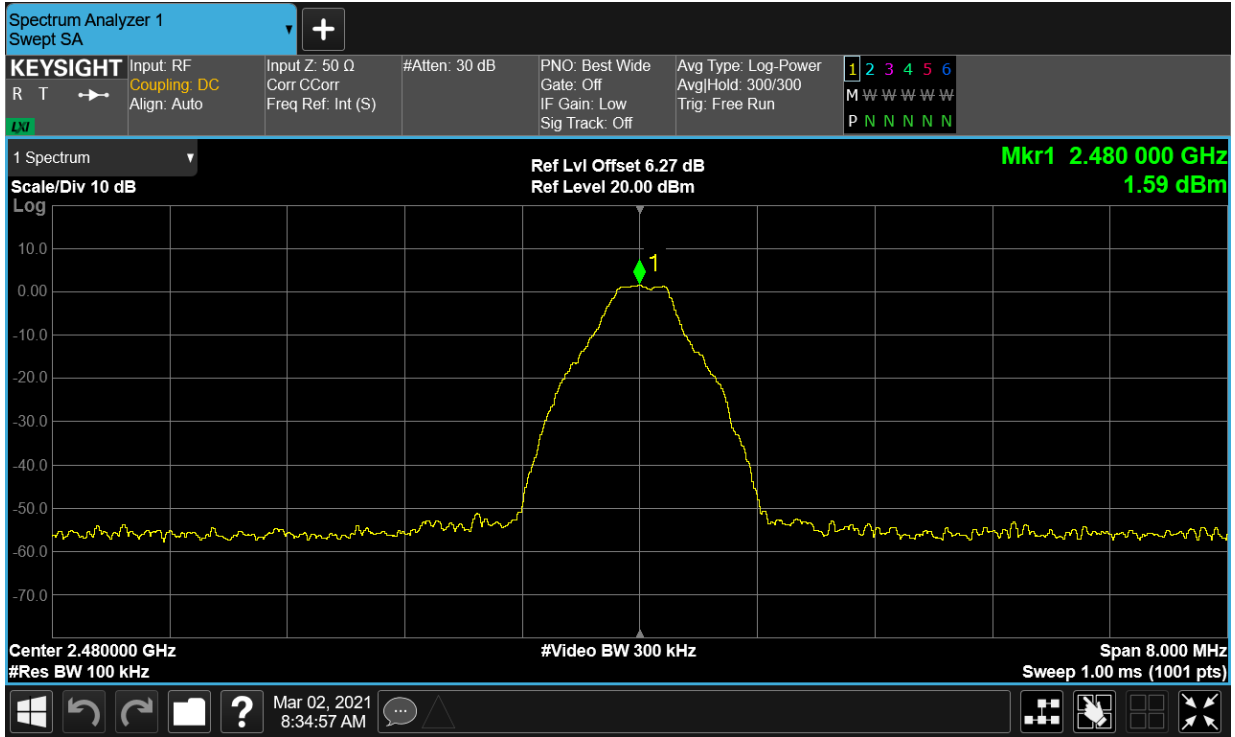 Spectrum Analyzer 1
Swept SA
KEYSIGHT
R T
LXI
Input: RF
Coupling: DC
Align: Auto
Input Z: 50 Ω
Corr CCorr
Freq Ref: Int (S)
#Atten: 30 dB
PNO: Best Wide
Gate: Off
IF Gain: Low
Sig Track: Off
Avg Type: Log-Power
Avg|Hold: 300/300
Trig: Free Run
1 2 3 4 5 6
M W W W W W
P N N N N N N
1 Spectrum
Scale/Div 10 dB
Log
Ref Lvl Offset 6.27 dB
Ref Level 20.00 dBm
Mkr1 2.480 000 GHz
1.59 dBm
1
10.0
0.00
-10.0
-20.0
-30.0
-40.0
-50.0
-60.0
-70.0
Center 2.480000 GHz
#Res BW 100 kHz
#Video BW 300 kHz
Span 8.000 MHz
Sweep 1.00 ms (1001 pts)
?
Mar 02, 2021
8:34:57 AM